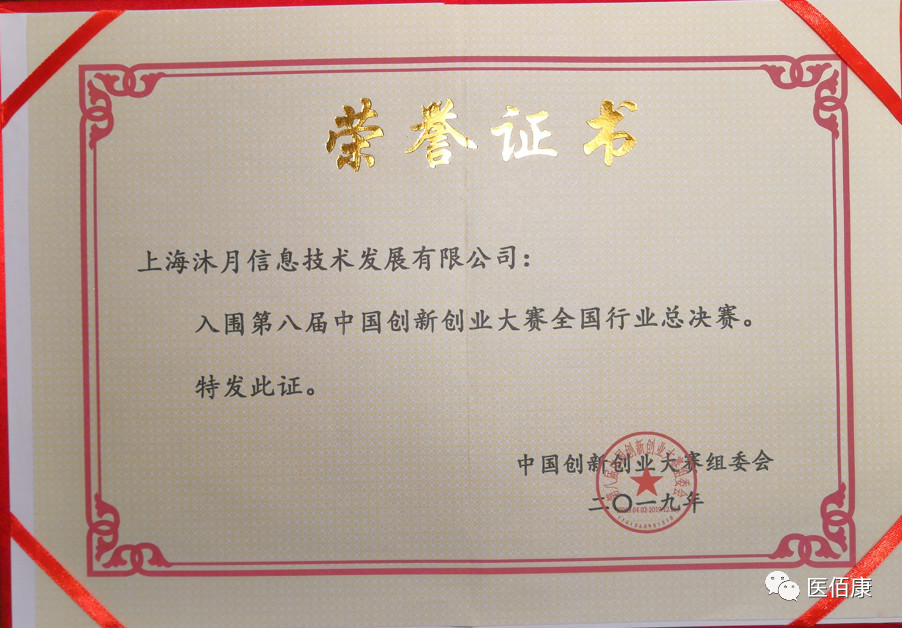 荣誉证书
上海沐月信息技术发展有限公司：
入围第八届中国创新创业大赛全国行业总决赛。
特发此证。
中国创新创业大赛组委会
二〇一九年
医佰康